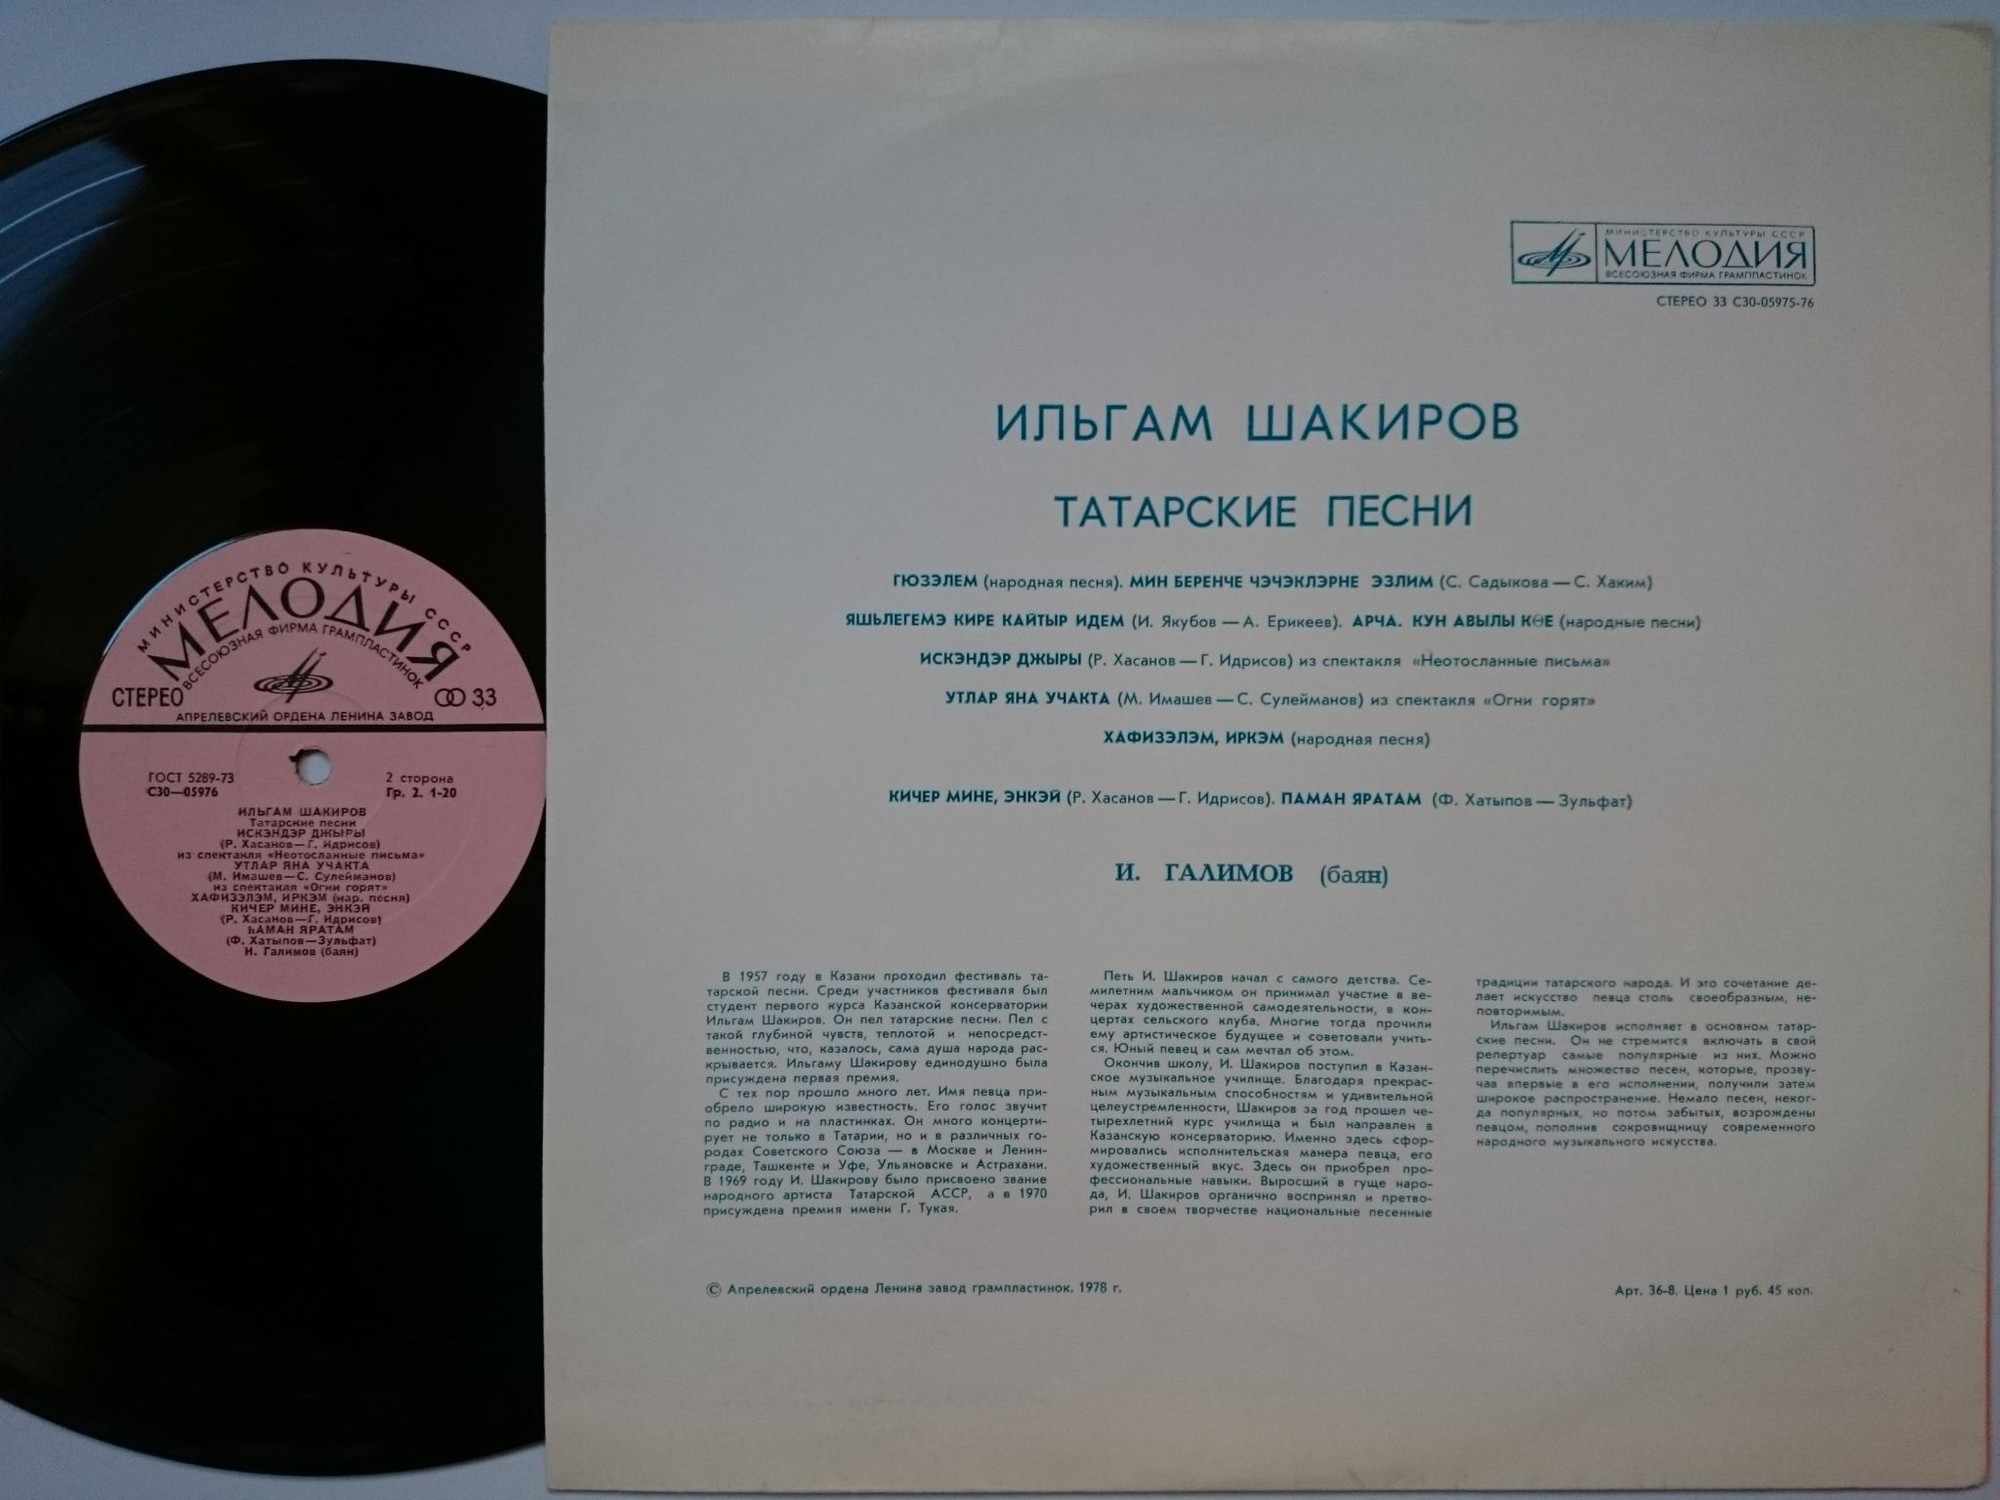 МИНИСТЕРСТВО КУЛЬТУРЫ СССР
МЕЛОДИЯ
ВСЕСОЮЗНАЯ ФИРМА ГРАМПЛАСТИНОК
СТЕРЕО 33
АПРЕЛЕВСКИЙ ОРДЕНА ЛЕНИНА ЗАВОД
ГОСТ 5289-73 2 сторона
С30—05976 Гр. 2. 1-20
ИЛЬГАМ ШАКИРОВ
Татарские песни
ИСКЭНДЭР ДЖЫРЫ
(Р. Хасанов—Г. Идрисов)
из спектакля «Неотосланные письма»
УТЛАР ЯНА УЧАКТА
(М. Имашев—С. Сулейманов)
из спектакля «Огни горят»
ХАФИЗЭЛЭМ, ИРКЭМ (нар. песня)
КИЧЕР МИНЕ, ЭНКЭЙ
(Р. Хасанов—Г. Идрисов)
ҺАМАН ЯРАТАМ
(Ф. Хатыпов—Зульфат)
И. Галимов (баян)
МИНИСТЕРСТВО КУЛЬТУРЫ СССР
МЕЛОДИЯ
ВСЕСОЮЗНАЯ ФИРМА ГРАМПЛАСТИНОК
СТЕРЕО 33 С30-05975-76
ИЛЬГАМ ШАКИРОВ
ТАТАРСКИЕ ПЕСНИ
ГЮЗЭЛЕМ (народная песня). МИН БЕРЕНЧЕ ЧЭЧЭКЛЭРНЕ ЭЗЛИМ (С. Садыкова — С. Хаким)
ЯШЬЛЕГЕМЭ КИРЕ КАЙТЫР ИДЕМ (И. Якубов — А. Ерикеев). АРЧА. КУН АВЫЛЫ КӨЕ (народные песни)
ИСКЭНДЭР ДЖЫРЫ (Р. Хасанов — Г. Идрисов) из спектакля «Неотосланные письма»
УТЛАР ЯНА УЧАКТА (М. Имашев — С. Сулейманов) из спектакля «Огни горят»
ХАФИЗЭЛЭМ, ИРКЭМ (народная песня)
КИЧЕР МИНЕ, ЭНКЭЙ (Р. Хасанов — Г. Идрисов). ПАМАН ЯРАТАМ (Ф. Хатыпов — Зульфат)
И. ГАЛИМОВ (баян)
В 1957 году в Казани проходил фестиваль та-
тарской песни. Среди участников фестиваля был
студент первого курса Казанской консерватории
Ильгам Шакиров. Он пел татарские песни. Пел с
такой глубиной чувств, теплотой и непосредст-
венностью, что, казалось, сама душа народа рас-
крывается. Ильгаму Шакирову единодушно была
присуждена первая премия.
С тех пор прошло много лет. Имя певца при-
обрело широкую известность. Его голос звучит
по радио и на пластинках. Он много концерти-
рует не только в Татарии, но и в различных го-
родах Советского Союза — в Москве и Ленин-
граде, Ташкенте и Уфе, Ульяновске и Астрахани.
В 1969 году И. Шакирову было присвоено звание
народного артиста Татарской АССР, а в 1970
присуждена премия имени Г. Тукая.
Петь И. Шакиров начал с самого детства. Се-
милетним мальчиком он принимал участие в ве-
черах художественной самодеятельности, в кон-
цертах сельского клуба. Многие тогда прочили
ему артистическое будущее и советовали учить-
ся. Юный певец и сам мечтал об этом.
Окончив школу, И. Шакиров поступил в Казан-
ское музыкальное училище. Благодаря прекрас-
ным музыкальным способностям и удивительной
целеустремленности, Шакиров за год прошел че-
тырехлетний курс училища и был направлен в
Казанскую консерваторию. Именно здесь сфор-
мировались исполнительская манера певца, его
художественный вкус. Здесь он приобрел про-
фессиональные навыки. Выросший в гуще наро-
да, И. Шакиров органично воспринял и претво-
рил в своем творчестве национальные песенные
традиции татарского народа. И это сочетание де-
лает искусство певца столь своеобразным, не-
повторимым.
Ильгам Шакиров исполняет в основном татар-
ские песни. Он не стремится включать в свой
репертуар самые популярные из них. Можно
перечислить множество песен, которые, прозву-
чав впервые в его исполнении, получили затем
широкое распространение. Немало песен, неког-
да популярных, но потом забытых, возрождены
певцом, пополнив сокровищницу современного
народного музыкального искусства.
© Апрелевский ордена Ленина завод грампластинок. 1978 г.
Арт. 36-8. Цена 1 руб. 45 коп.